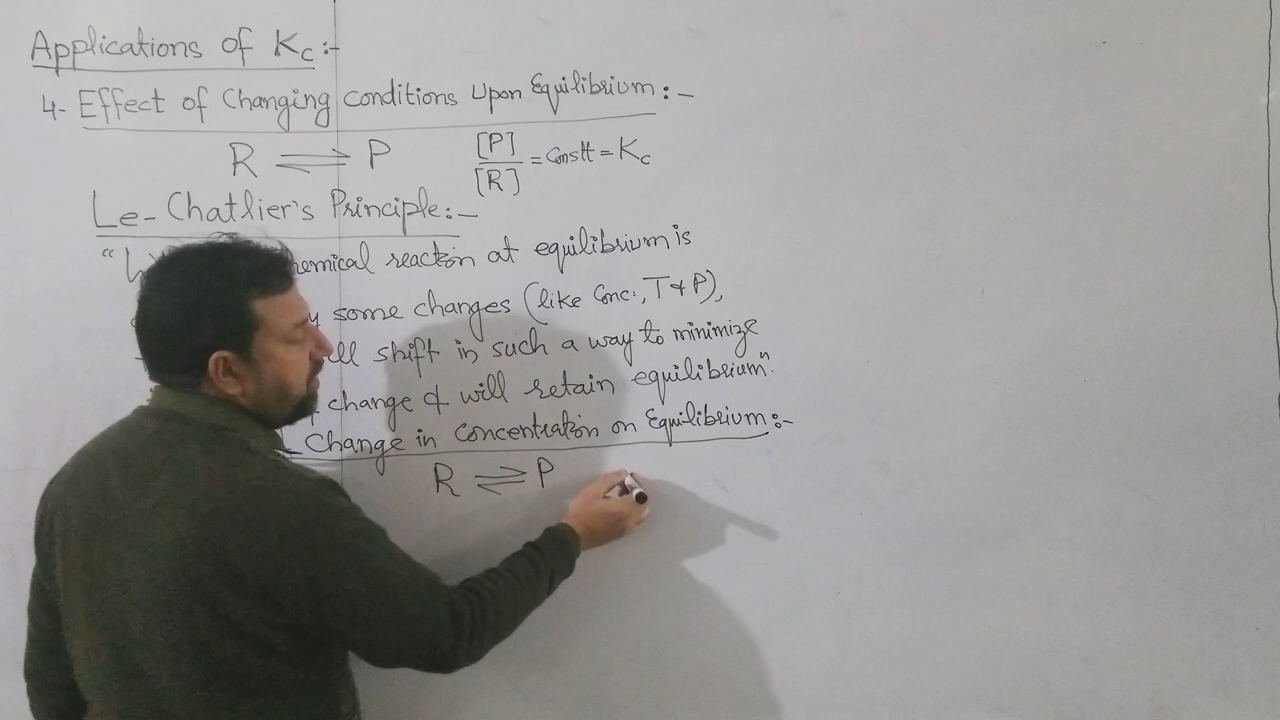 Applications of Kc:-
4- Effect of Changing Conditions Upon Equilibrium:-
R ⇌ P [P]/[R] = Constt = Kc
Le-Chatlier's Principle:-
hemical reaction at equilibrium is
some changes (like Conc., T & P),
ll shift in such a way to minimize
change & will retain equilibrium".
Change in Concentration on Equilibrium:-
R ⇌ P